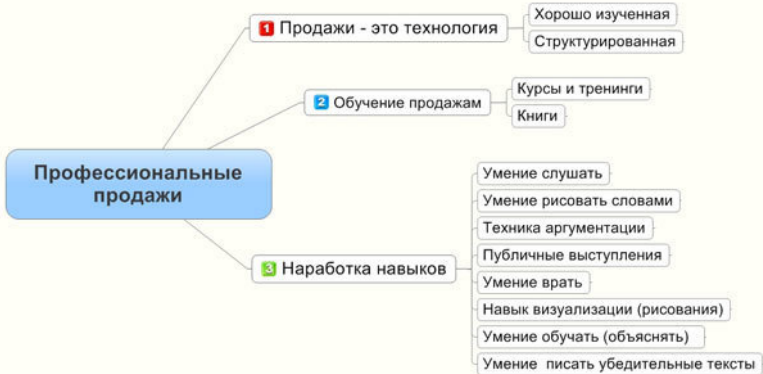 Профессиональные
продажи
1 Продажи - это технология
Хорошо изученная
Структурированная
2 Обучение продажам
Курсы и тренинги
Книги
3 Наработка навыков
Умение слушать
Умение рисовать словами
Техника аргументации
Публичные выступления
Умение врать
Навык визуализации (рисования)
Умение обучать (объяснять)
Умение писать убедительные тексты